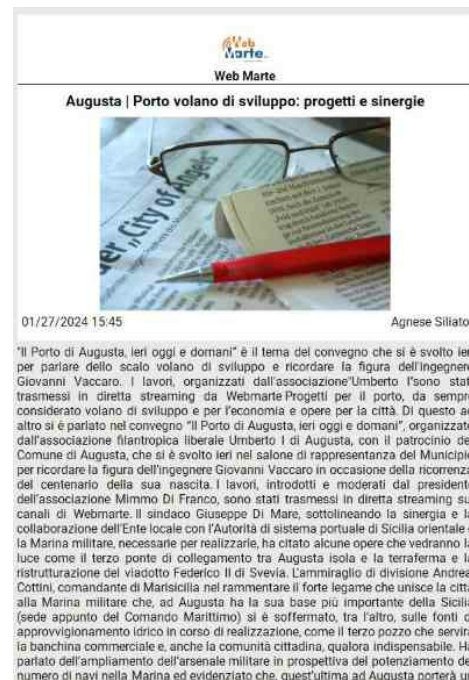 Web
Marte
Web Marte
Augusta | Porto volano di sviluppo: progetti e sinergie
der „City of Angels"
01/27/2024 15:45
Agnese Siliato
"Il Porto di Augusta, ieri oggi e domani" è il tema del convegno che si è svolto ier
per parlare dello scalo volano di sviluppo e ricordare la figura dell'ingegnere
Giovanni Vaccaro. I lavori, organizzati dall'associazione"Umberto I"sono stat
trasmessi in diretta streaming da Webmarte Progetti per il porto, da sempre
considerato volano di sviluppo e per l'economia e opere per la città. Di questo ad
altro si è parlato nel convegno "Il Porto di Augusta, ieri oggi e domani", organizzato
dall'associazione filantropica liberale Umberto I di Augusta, con il patrocinio de
Comune di Augusta, che si è svolto ieri nel salone di rappresentanza del Municipio
per ricordare la figura dell'ingegnere Giovanni Vaccaro in occasione della ricorrenza
del centenario della sua nascita. I lavori, introdotti e moderati dal presidente
dell'associazione Mimmo Di Franco, sono stati trasmessi in diretta streaming su
canali di Webmarte. Il sindaco Giuseppe Di Mare, sottolineando la sinergia e la
collaborazione dell'Ente locale con l'Autorità di sistema portuale di Sicilia orientale
la Marina militare, necessarie per realizzarle, ha citato alcune opere che vedranno la
luce come il terzo ponte di collegamento tra Augusta isola e la terraferma e la
ristrutturazione del viadotto Federico II di Svevia. L'ammiraglio di divisione Andrea
Cottini, comandante di Marisicilia nel rammentare il forte legame che unisce la città
alla Marina militare che, ad Augusta ha la sua base più importante della Sicilia
(sede appunto del Comando Marittimo) si è soffermato, tra l'altro, sulle fonti d
approvvigionamento idrico in corso di realizzazione, come il terzo pozzo che servirà
la banchina commerciale e, anche la comunità cittadina, qualora indispensabile. Ha
parlato dell'ampliamento dell'arsenale militare in prospettiva del potenziamento de
numero di navi nella Marina ed evidenziato che, quest'ultima ad Augusta porterà u